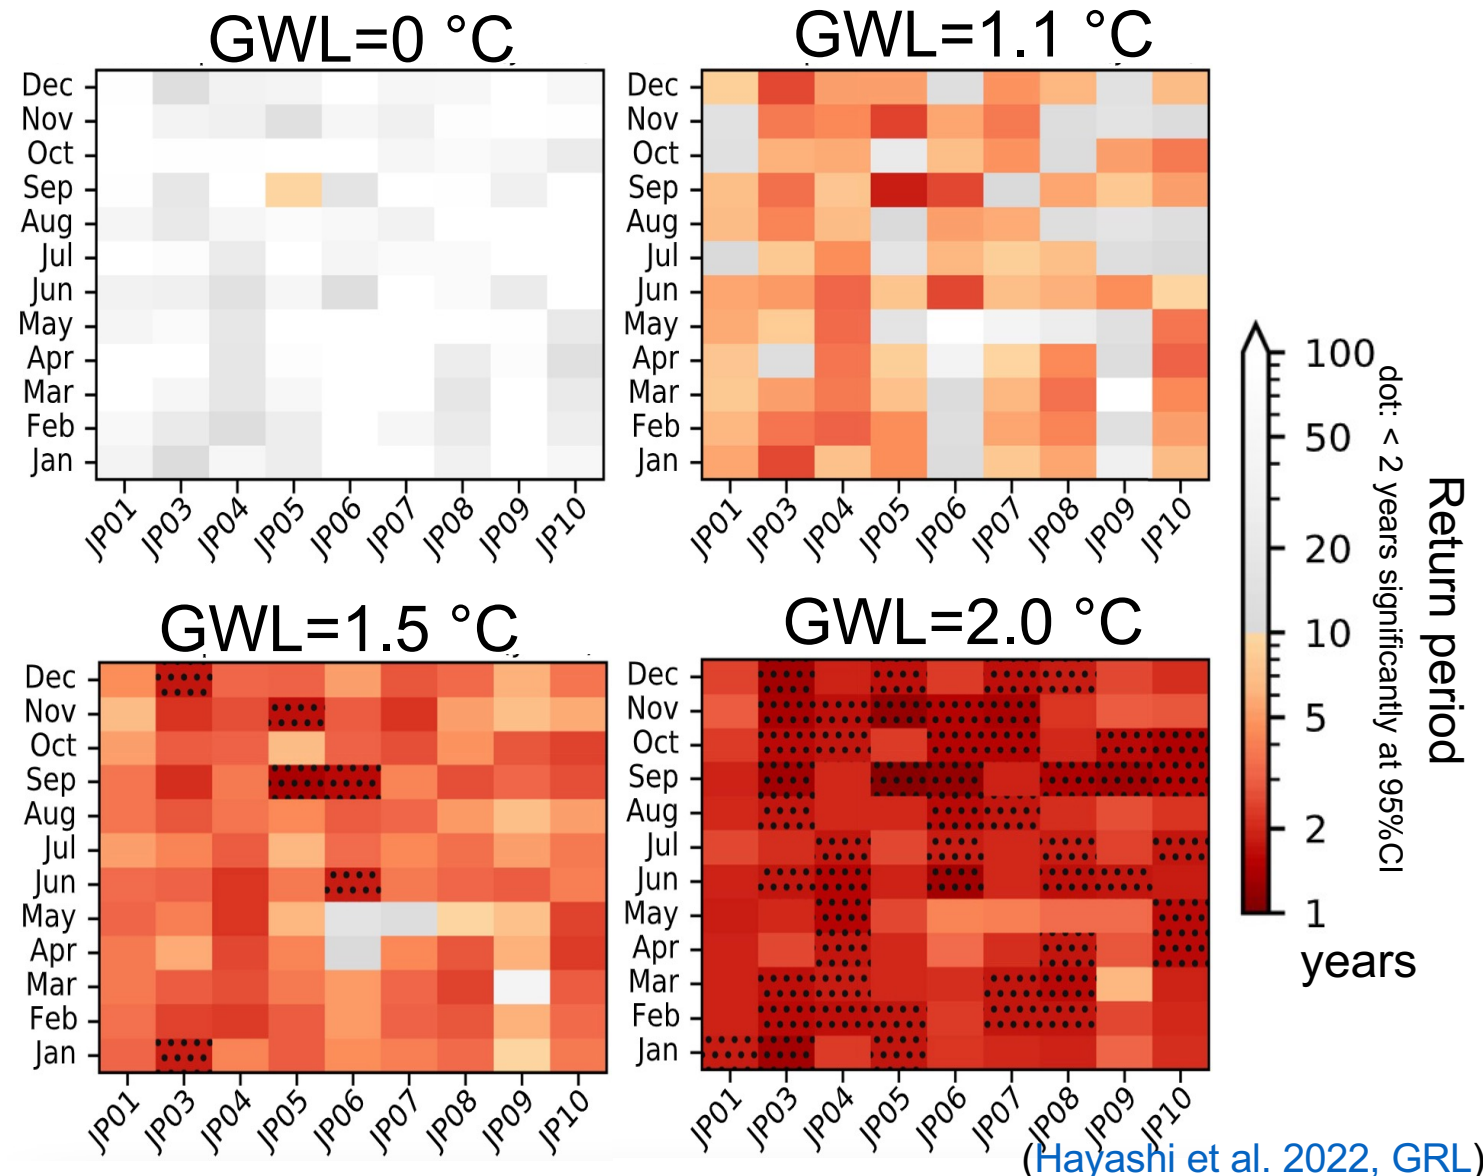 GWL=0 °C
GWL=1.1 °C
Dec
Nov
Oct
Sep
Aug
Jul
Jun
May
Apr
Mar
Feb
Jan
JP01 JP03 JP04 JP05 JP06 JP07 JP08 JP09 JP10
Dec
Nov
Oct
Sep
Aug
Jul
Jun
May
Apr
Mar
Feb
Jan
JP01 JP03 JP04 JP05 JP06 JP07 JP08 JP09 JP10
GWL=1.5 °C
GWL=2.0 °C
Dec
Nov
Oct
Sep
Aug
Jul
Jun
May
Apr
Mar
Feb
Jan
JP01 JP03 JP04 JP05 JP06 JP07 JP08 JP09 JP10
Dec
Nov
Oct
Sep
Aug
Jul
Jun
May
Apr
Mar
Feb
Jan
JP01 JP03 JP04 JP05 JP06 JP07 JP08 JP09 JP10
100
50
20
10
5
2
1
years
dot: < 2 years significantly at 95%CI
Return period
(Hayashi et al. 2022, GRL)